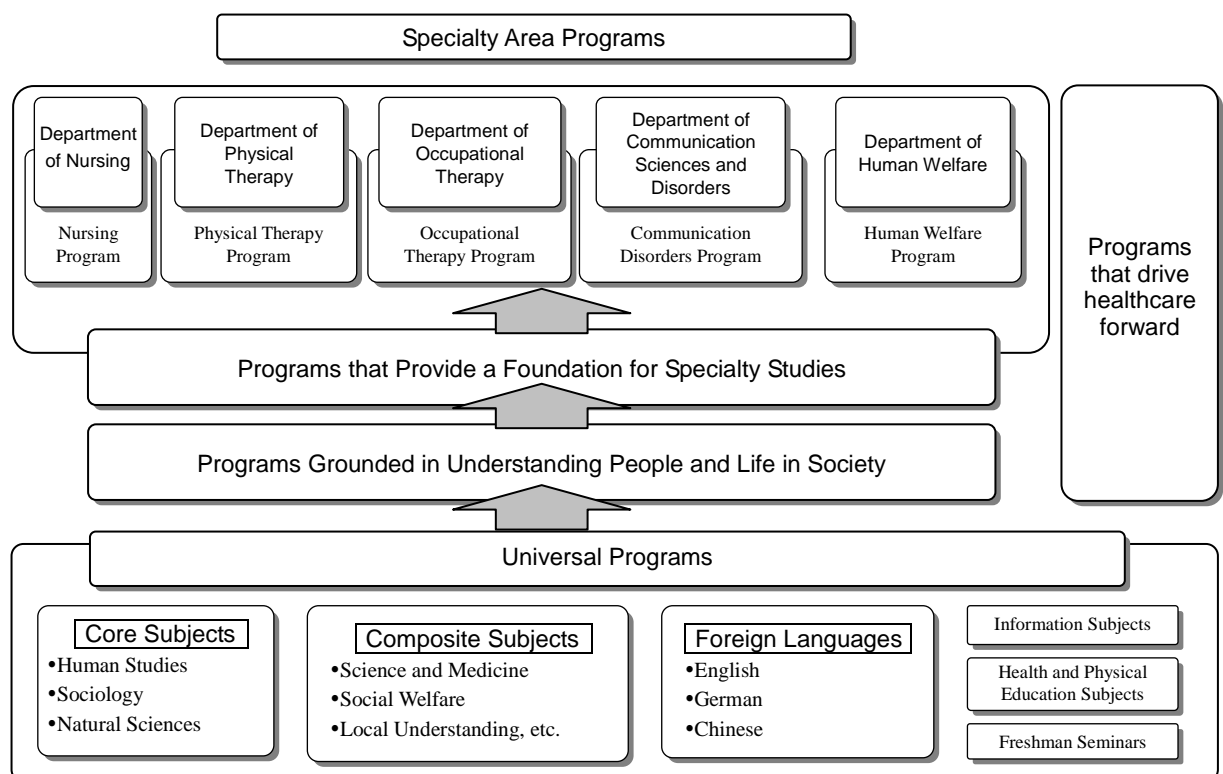 Specialty Area Programs
Department
of Nursing
Nursing
Program
Department of
Physical
Therapy
Physical Therapy
Program
Department of
Occupational
Therapy
Occupational
Therapy Program
Department of
Communication
Sciences and
Disorders
Communication
Disorders Program
Department of
Human Welfare
Human Welfare
Program
Programs
that drive
healthcare
forward
Programs that Provide a Foundation for Specialty Studies
Programs Grounded in Understanding People and Life in Society
Universal Programs
Core Subjects
•Human Studies
•Sociology
•Natural Sciences
Composite Subjects
•Science and Medicine
•Social Welfare
•Local Understanding, etc.
Foreign Languages
•English
•German
•Chinese
Information Subjects
Health and Physical
Education Subjects
Freshman Seminars